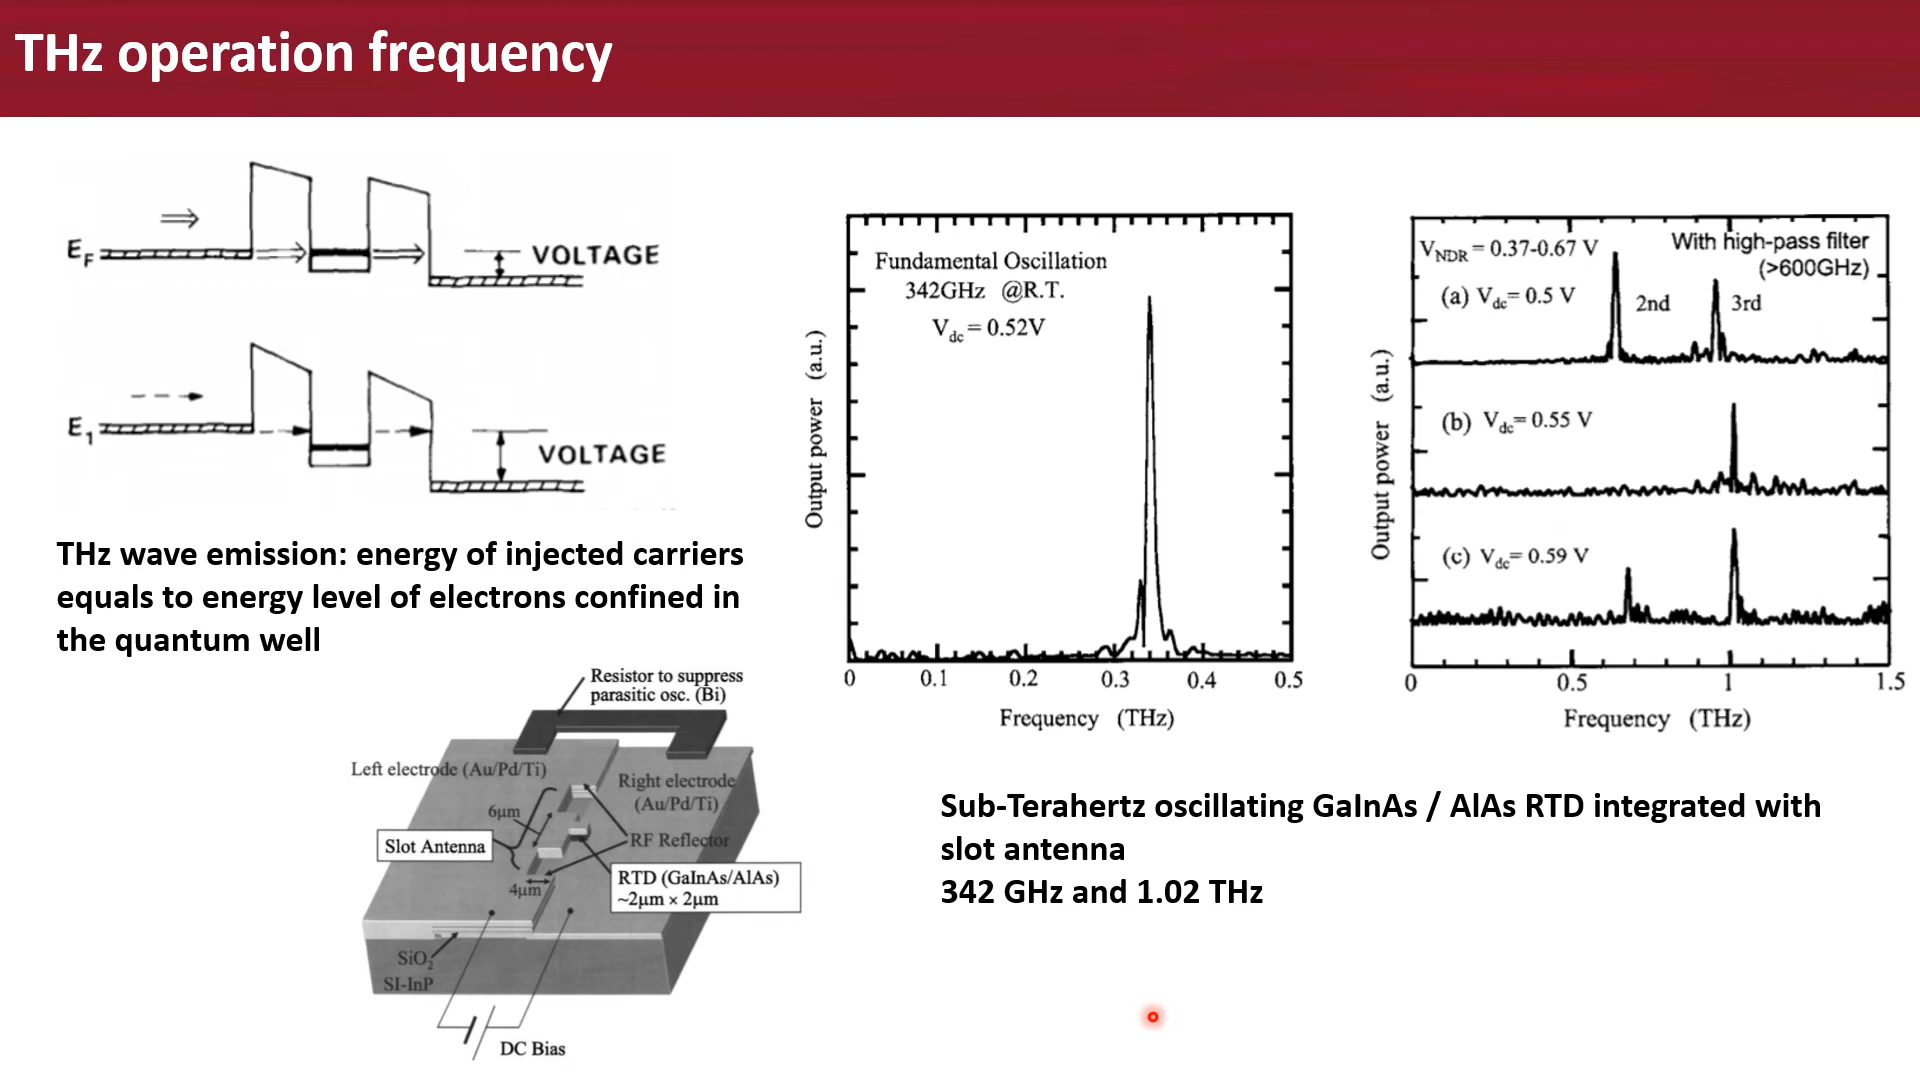 THz operation frequency
E_F
VOLTAGE
E_1
VOLTAGE
THz wave emission: energy of injected carriers
equals to energy level of electrons confined in
the quantum well
Resistor to suppress
parasitic osc. (Bi)
Left electrode (Au/Pd/Ti)
Right electrode
(Au/Pd/Ti)
6μm
Slot Antenna
RF Reflector
4μm
RTD (GaInAs/AlAs)
~2μm × 2μm
SiO₂
SI-InP
DC Bias
Fundamental Oscillation
342GHz @R.T.
V_dc = 0.52V
Output power (a.u.)
0 0.1 0.2 0.3 0.4 0.5
Frequency (THz)
V_NDR = 0.37-0.67 V
With high-pass filter
(>600GHz)
(a) V_dc= 0.5 V
2nd
3rd
(b) V_dc= 0.55 V
(c) V_dc= 0.59 V
Output power (a.u.)
0 0.5 1 1.5
Frequency (THz)
Sub-Terahertz oscillating GaInAs / AlAs RTD integrated with
slot antenna
342 GHz and 1.02 THz